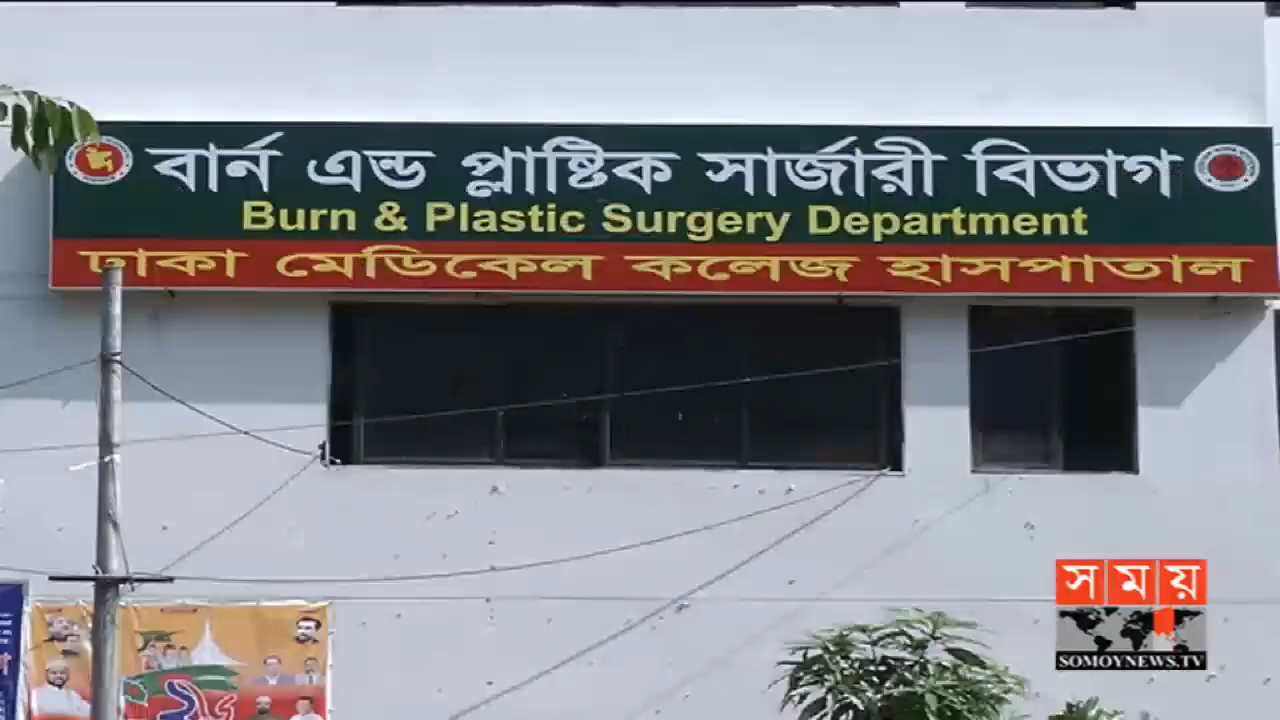 বার্ন এন্ড প্লাষ্টিক সার্জারী বিভাগ
Burn & Plastic Surgery Department
ঢাকা মেডিকেল কলেজ হাসপাতাল
সময়
SOMOYNEWS.TV